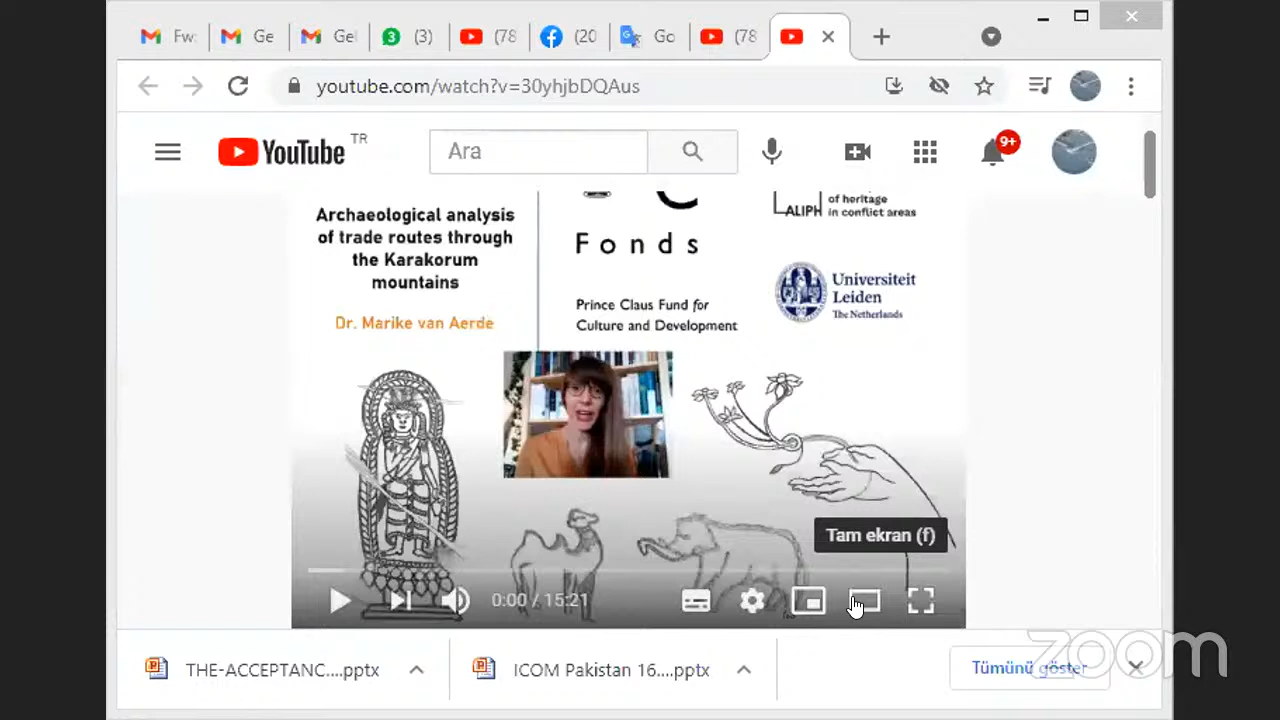 Fw:
Ge
Gel
3 (3)
(78
(20
Go
(78
youtube.com/watch?v=30yhjbDQAus
YouTube TR
Ara
9+
Archaeological analysis
of trade routes through
the Karakorum
mountains
Dr. Marike van Aerde
Fonds
Prince Claus Fund for
Culture and Development
ALIPH
of heritage
in conflict areas
Universiteit
Leiden
The Netherlands
Tam ekran (f)
0:00 / 15:21
THE-ACCEPTANC....pptx
ICOM Pakistan 16....pptx
Tümünü göster
zoom